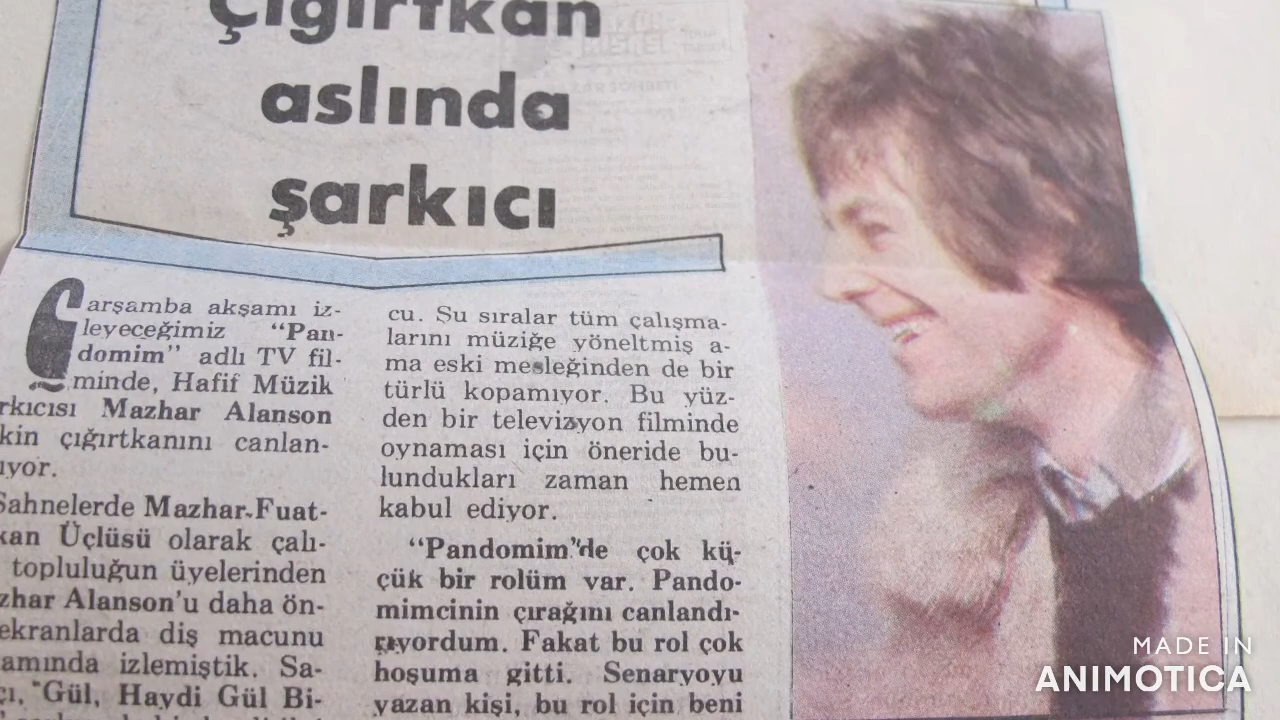 Çığırtkan
aslında
şarkıcı
Çarşamba akşamı iz-
leyeceğimiz "Pan-
domim" adlı TV fil-
minde, Hafif Müzik
rkıcısı Mazhar Alanson
kin çığırtkanını canlan-
ıyor.
Sahnelerde Mazhar-Fuat-
kan Üçlüsü olarak çalı-
topluluğun üyelerinden
zhar Alanson'u daha ön-
ekranlarda diş macunu
amında izlemiştik. Sa-
çı, "Gül, Haydi Gül Bi-
cu. Şu sıralar tüm çalışma-
larını müziğe yöneltmiş a-
ma eski mesleğinden de bir
türlü kopamıyor. Bu yüz-
den bir televizyon filminde
oynaması için öneride bu-
lundukları zaman hemen
kabul ediyor.
"Pandomim"de çok kü-
çük bir rolüm var. Pando-
mimcinin çırağını canlandı-
rıyordum. Fakat bu rol çok
hoşuma gitti. Senaryoyu
yazan kişi, bu rol için beni
MADE IN
ANIMOTICA